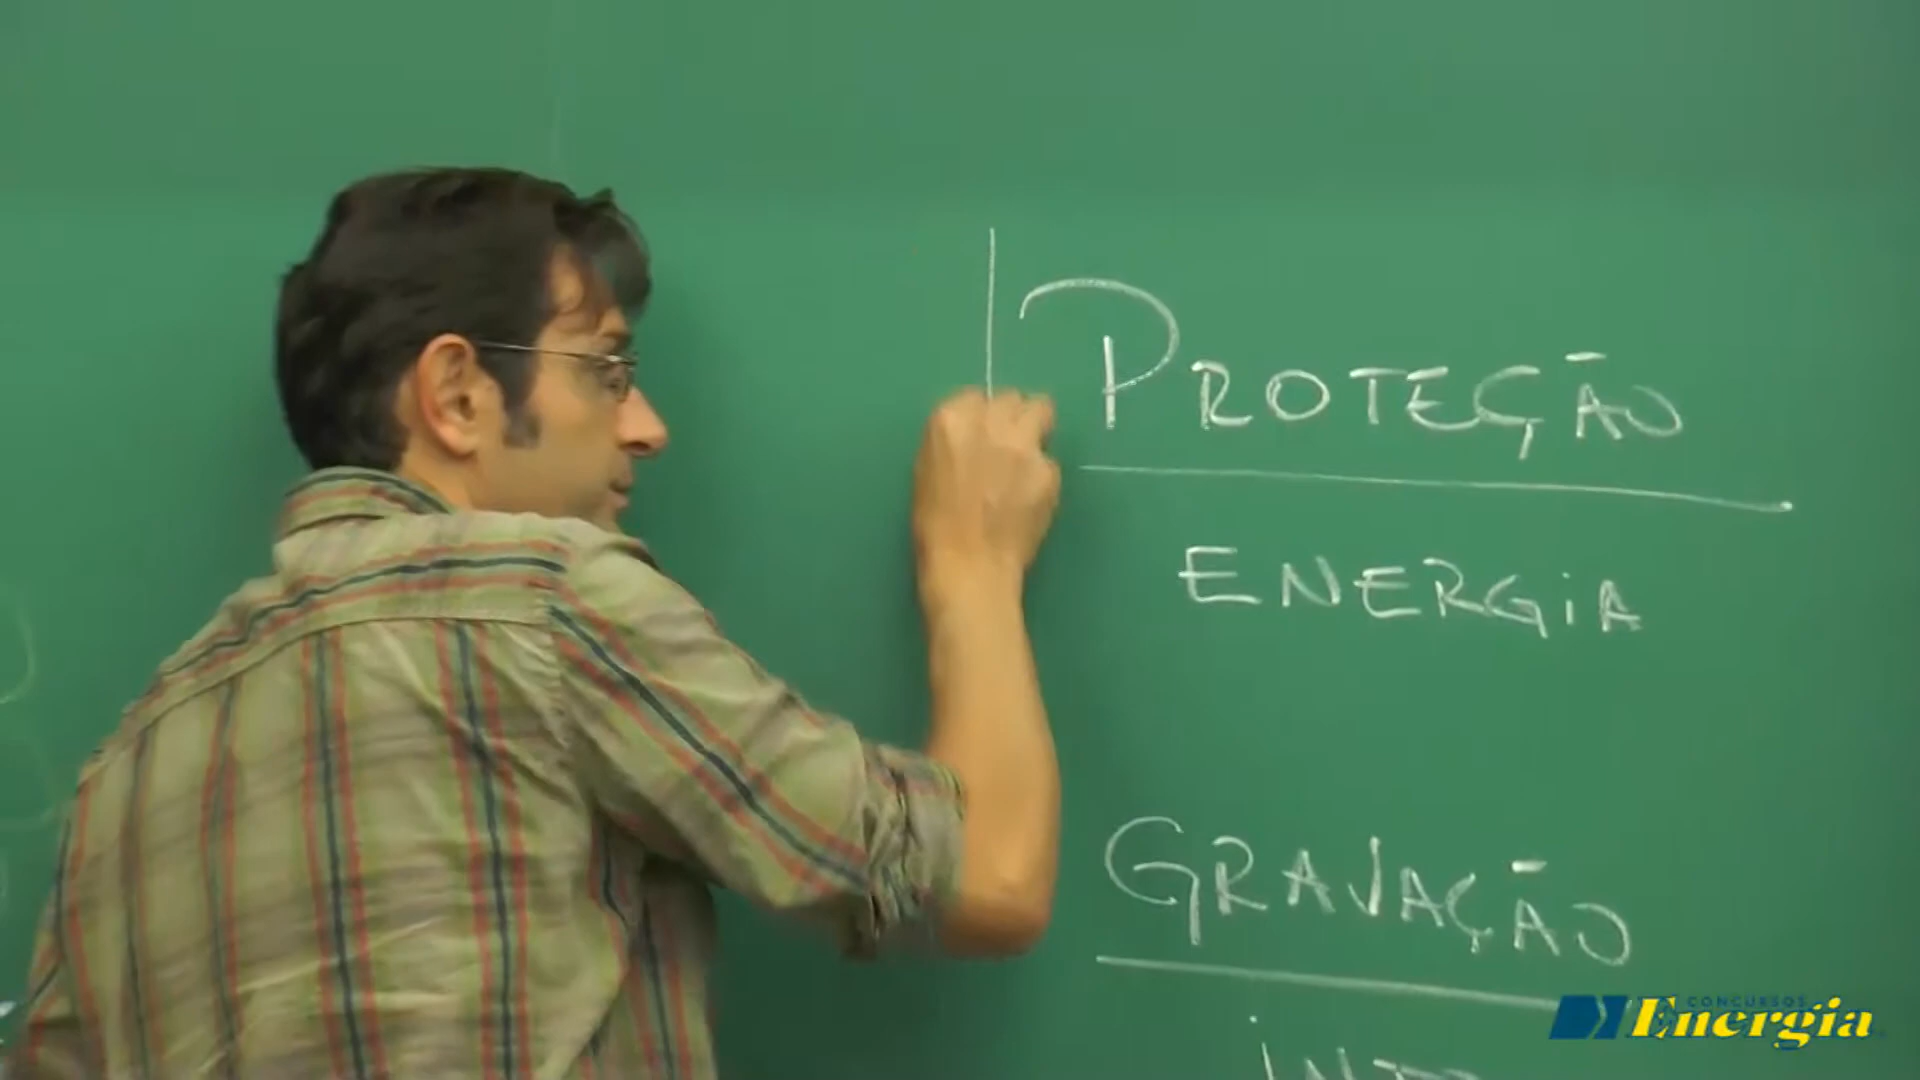 PROTEÇÃO
ENERGiA
GRAVAÇÃO
CONCURSOS
Energia